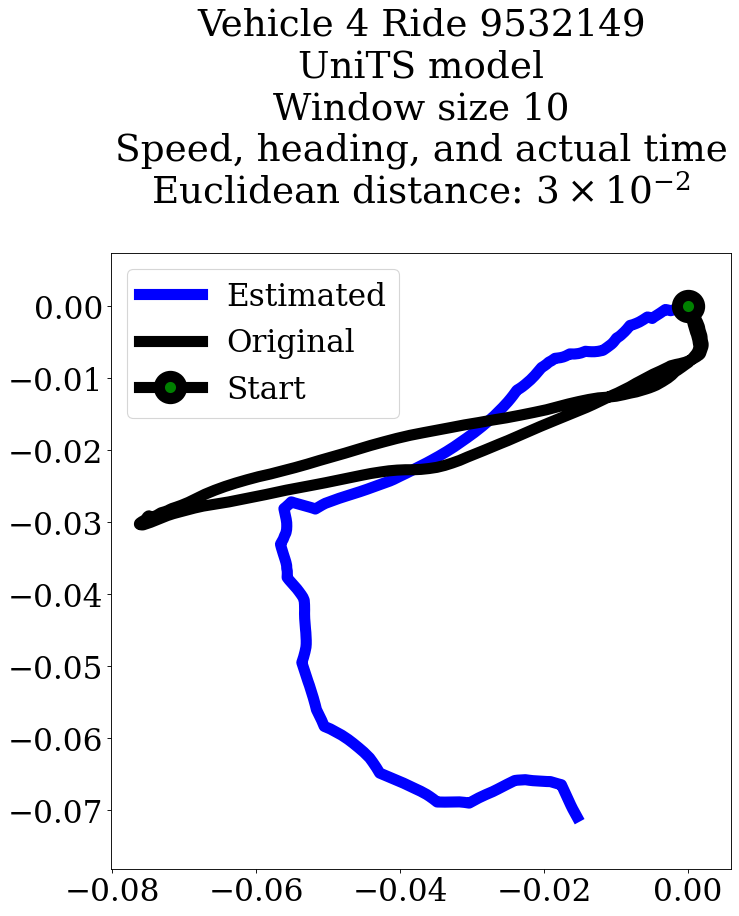 Vehicle 4 Ride 9532149
UniTS model
Window size 10
Speed, heading, and actual time
Euclidean distance: 3 × 10⁻²
Estimated
Original
Start
0.00
−0.01
−0.02
−0.03
−0.04
−0.05
−0.06
−0.07
−0.08 −0.06 −0.04 −0.02 0.00